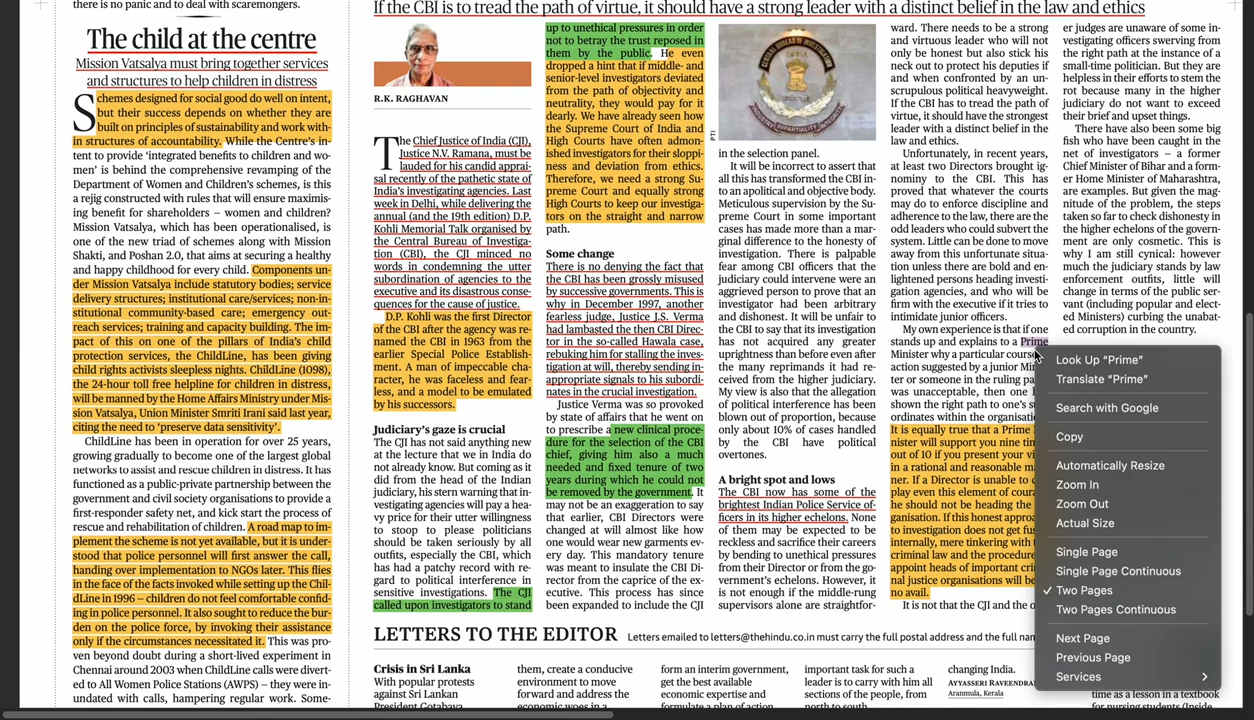 there is no panic and to deal with scaremongers.
The child at the centre
Mission Vatsalya must bring together services
and structures to help children in distress
Schemes designed for social good do well on intent,
but their success depends on whether they are
built on principles of sustainability and work with-
in structures of accountability. While the Centre's in-
tent to provide 'integrated benefits to children and wo-
men' is behind the comprehensive revamping of the
Department of Women and Children's schemes, is this
a rejig constructed with rules that will ensure maximis-
ing benefit for shareholders – women and children?
Mission Vatsalya, which has been operationalised, is
one of the new triad of schemes along with Mission
Shakti, and Poshan 2.0, that aims at securing a healthy
and happy childhood for every child. Components un-
der Mission Vatsalya include statutory bodies; service
delivery structures; institutional care/services; non-in-
stitutional community-based care; emergency out-
reach services; training and capacity building. The im-
pact of this on one of the pillars of India's child
protection services, the ChildLine, has been giving
child rights activists sleepless nights. ChildLine (1098),
the 24-hour toll free helpline for children in distress,
will be manned by the Home Affairs Ministry under Mis-
sion Vatsalya, Union Minister Smriti Irani said last year,
citing the need to 'preserve data sensitivity'.
ChildLine has been in operation for over 25 years,
growing gradually to become one of the largest global
networks to assist and rescue children in distress. It has
functioned as a public-private partnership between the
government and civil society organisations to provide a
first-responder safety net, and kick start the process of
rescue and rehabilitation of children. A road map to im-
plement the scheme is not yet available, but it is under-
stood that police personnel will first answer the call,
handing over implementation to NGOs later. This flies
in the face of the facts invoked while setting up the Chil-
dLine in 1996 – children do not feel comfortable confid-
ing in police personnel. It also sought to reduce the bur-
den on the police force, by invoking their assistance
only if the circumstances necessitated it. This was pro-
ven beyond doubt during a short-lived experiment in
Chennai around 2003 when ChildLine calls were divert-
ed to All Women Police Stations (AWPS) – they were in-
undated with calls, hampering regular work. Some-
If the CBI is to tread the path of virtue, it should have a strong leader with a distinct belief in the law and ethics
R.K. RAGHAVAN
The Chief Justice of India (CJI),
Justice N.V. Ramana, must be
lauded for his candid apprai-
sal recently of the pathetic state of
India's investigating agencies. Last
week in Delhi, while delivering the
annual (and the 19th edition) D.P.
Kohli Memorial Talk organised by
the Central Bureau of Investiga-
tion (CBI), the CJI minced no
words in condemning the utter
subordination of agencies to the
executive and its disastrous conse-
quences for the cause of justice.
D.P. Kohli was the first Director
of the CBI after the agency was re-
named the CBI in 1963 from the
earlier Special Police Establish-
ment. A man of impeccable cha-
racter, he was faceless and fear-
less, and a model to be emulated
by his successors.
Judiciary's gaze is crucial
The CJI has not said anything new
at the lecture that we in India do
not already know. But coming as it
did from the head of the Indian
judiciary, his stern warning that in-
vestigating agencies will pay a hea-
vy price for their utter willingness
to stoop to please politicians
should be taken seriously by all
outfits, especially the CBI, which
has had a patchy record with re-
gard to political interference in
sensitive investigations. The CJI
called upon investigators to stand
up to unethical pressures in order
not to betray the trust reposed in
them by the public. He even
dropped a hint that if middle- and
senior-level investigators deviated
from the path of objectivity and
neutrality, they would pay for it
dearly. We have already seen how
the Supreme Court of India and
High Courts have often admon-
ished investigators for their sloppi-
ness and deviation from ethics.
Therefore, we need a strong Su-
preme Court and equally strong
High Courts to keep our investiga-
tors on the straight and narrow
path.
Some change
There is no denying the fact that
the CBI has been grossly misused
by successive governments. This is
why in December 1997, another
fearless judge, Justice J.S. Verma
had lambasted the then CBI Direc-
tor in the so-called Hawala case,
rebuking him for stalling the inves-
tigation at will, thereby sending in-
appropriate signals to his subordi-
nates in the crucial investigation.
Justice Verma was so provoked
by state of affairs that he went on
to prescribe a new clinical proce-
dure for the selection of the CBI
chief, giving him also a much
needed and fixed tenure of two
years during which he could not
be removed by the government. It
may not be an exaggeration to say
that earlier, CBI Directors were
changed at will almost like how
one would wear new garments ev-
ery day. This mandatory tenure
was meant to insulate the CBI Di-
rector from the caprice of the ex-
ecutive. This process has since
been expanded to include the CJI
PTI
in the selection panel.
It will be incorrect to assert that
all this has transformed the CBI in-
to an apolitical and objective body.
Meticulous supervision by the Su-
preme Court in some important
cases has made more than a mar-
ginal difference to the honesty of
investigation. There is palpable
fear among CBI officers that the
judiciary could intervene were an
aggrieved person to prove that an
investigator had been arbitrary
and dishonest. It will be unfair to
the CBI to say that its investigation
has not acquired any greater
uprightness than before even after
the many reprimands it had re-
ceived from the higher judiciary.
My view is also that the allegation
of political interference has been
blown out of proportion, because
only about 10% of cases handled
by the CBI have political
overtones.
A bright spot and lows
The CBI now has some of the
brightest Indian Police Service of-
ficers in its higher echelons. None
of them may be expected to be
reckless and sacrifice their careers
by bending to unethical pressures
from their Director or from the go-
vernment's echelons. However, it
is not enough if the middle-rung
supervisors alone are straightfor-
ward. There needs to be a strong
and virtuous leader who will not
only be honest but also stick his
neck out to protect his deputies if
and when confronted by an un-
scrupulous political heavyweight.
If the CBI has to tread the path of
virtue, it should have the strongest
leader with a distinct belief in the
law and ethics.
Unfortunately, in recent years,
at least two Directors brought ig-
nominy to the CBI. This has
proved that whatever the courts
may do to enforce discipline and
adherence to the law, there are the
odd leaders who could subvert the
system. Little can be done to move
away from this unfortunate situa-
tion unless there are bold and en-
lightened persons heading investi-
gation agencies, and who will be
firm with the executive if it tries to
intimidate junior officers.
My own experience is that if one
stands up and explains to a Prime
Minister why a particular course
action suggested by a junior Min
ter or someone in the ruling pa
was unacceptable, then one
shown the right path to one's su
ordinates within the organisatio
It is equally true that a Prime
nister will support you nine tim
out of 10 if you present your vi
in a rational and reasonable ma
ner. If a Director is unable to d
play even this element of coura
he should not be heading the
ganisation. If this honest approa
to investigation does not get fus
internally, mere tinkering with t
criminal law and the procedure
appoint heads of important cri
nal justice organisations will be
no avail.
It is not that the CJI and the o
er judges are unaware of some in-
vestigating officers swerving from
the right path at the instance of a
small-time politician. But they are
helpless in their efforts to stem the
rot because many in the higher
judiciary do not want to exceed
their brief and upset things.
There have also been some big
fish who have been caught in the
net of investigators – a former
Chief Minister of Bihar and a form-
er Home Minister of Maharashtra,
are examples. But given the mag-
nitude of the problem, the steps
taken so far to check dishonesty in
the higher echelons of the govern-
ment are only cosmetic. This is
why I am still cynical: however
much the judiciary stands by law
enforcement outfits, little will
change in terms of the public ser-
vant (including popular and elect-
ed Ministers) curbing the unabat-
ed corruption in the country.
Look Up "Prime"
Translate "Prime"
Search with Google
Copy
Automatically Resize
Zoom In
Zoom Out
Actual Size
Single Page
Single Page Continuous
✓ Two Pages
Two Pages Continuous
Next Page
Previous Page
Services
LETTERS TO THE EDITOR Letters emailed to letters@thehindu.co.in must carry the full postal address and the full nam
Crisis in Sri Lanka
With popular protests
against Sri Lankan
President Gotabaya
them, create a conducive
environment to move
forward and address the
economic woes in a
form an interim government,
get the best available
economic expertise and
formulate a plan of action
important task for such a
leader is to carry with him all
sections of the people, from
north to south
changing India.
AYYASSERI RAVEENDRA
Aranmula, Kerala
time as a lesson in a textbook
for nursing students (Inside